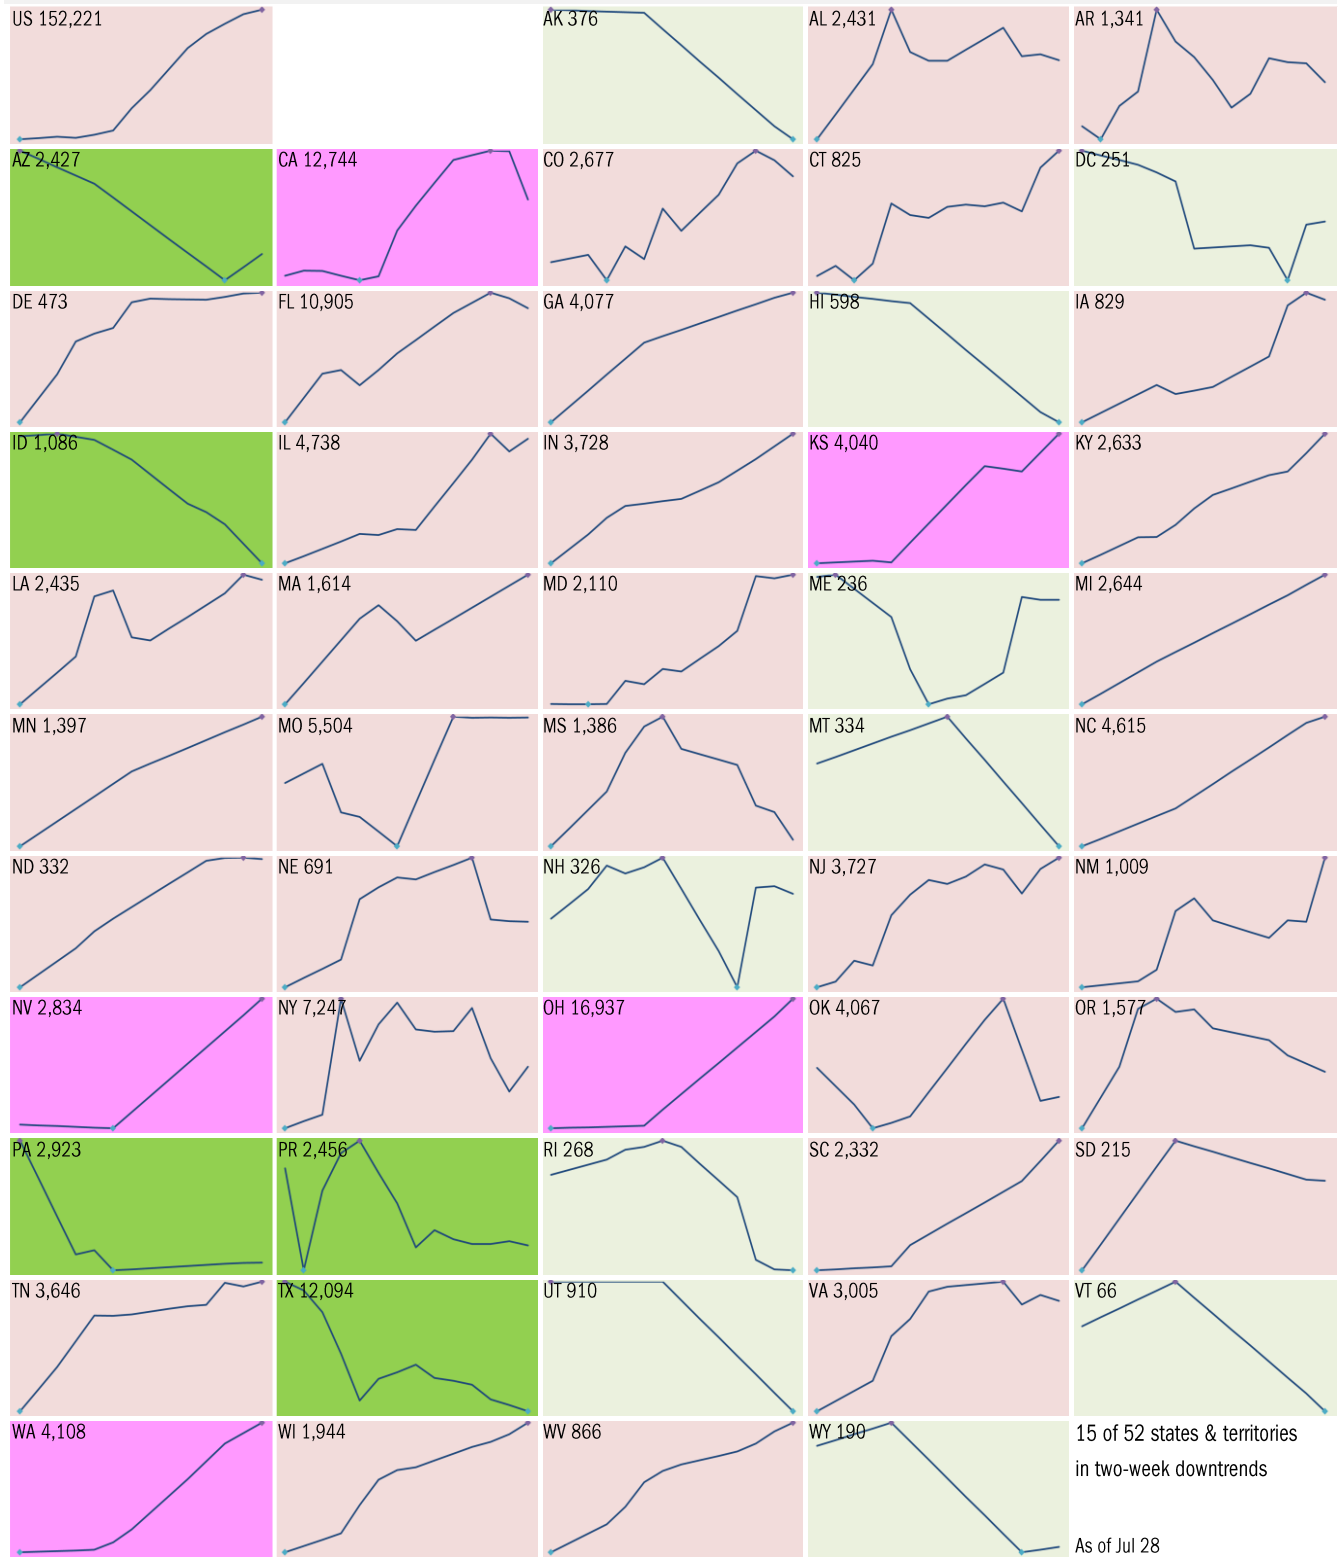 US 152,221
AK 376
AL 2,431
AR 1,341
AZ 2,427
CA 12,744
CO 2,677
CT 825
DC 251
DE 473
FL 10,905
GA 4,077
HI 598
IA 829
ID 1,086
IL 4,738
IN 3,728
KS 4,040
KY 2,633
LA 2,435
MA 1,614
MD 2,110
ME 236
MI 2,644
MN 1,397
MO 5,504
MS 1,386
MT 334
NC 4,615
ND 332
NE 691
NH 326
NJ 3,727
NM 1,009
NV 2,834
NY 7,247
OH 16,937
OK 4,067
OR 1,577
PA 2,923
PR 2,456
RI 268
SC 2,332
SD 215
TN 3,646
TX 12,094
UT 910
VA 3,005
VT 66
WA 4,108
WI 1,944
WV 866
WY 190
15 of 52 states & territories
in two-week downtrends
As of Jul 28